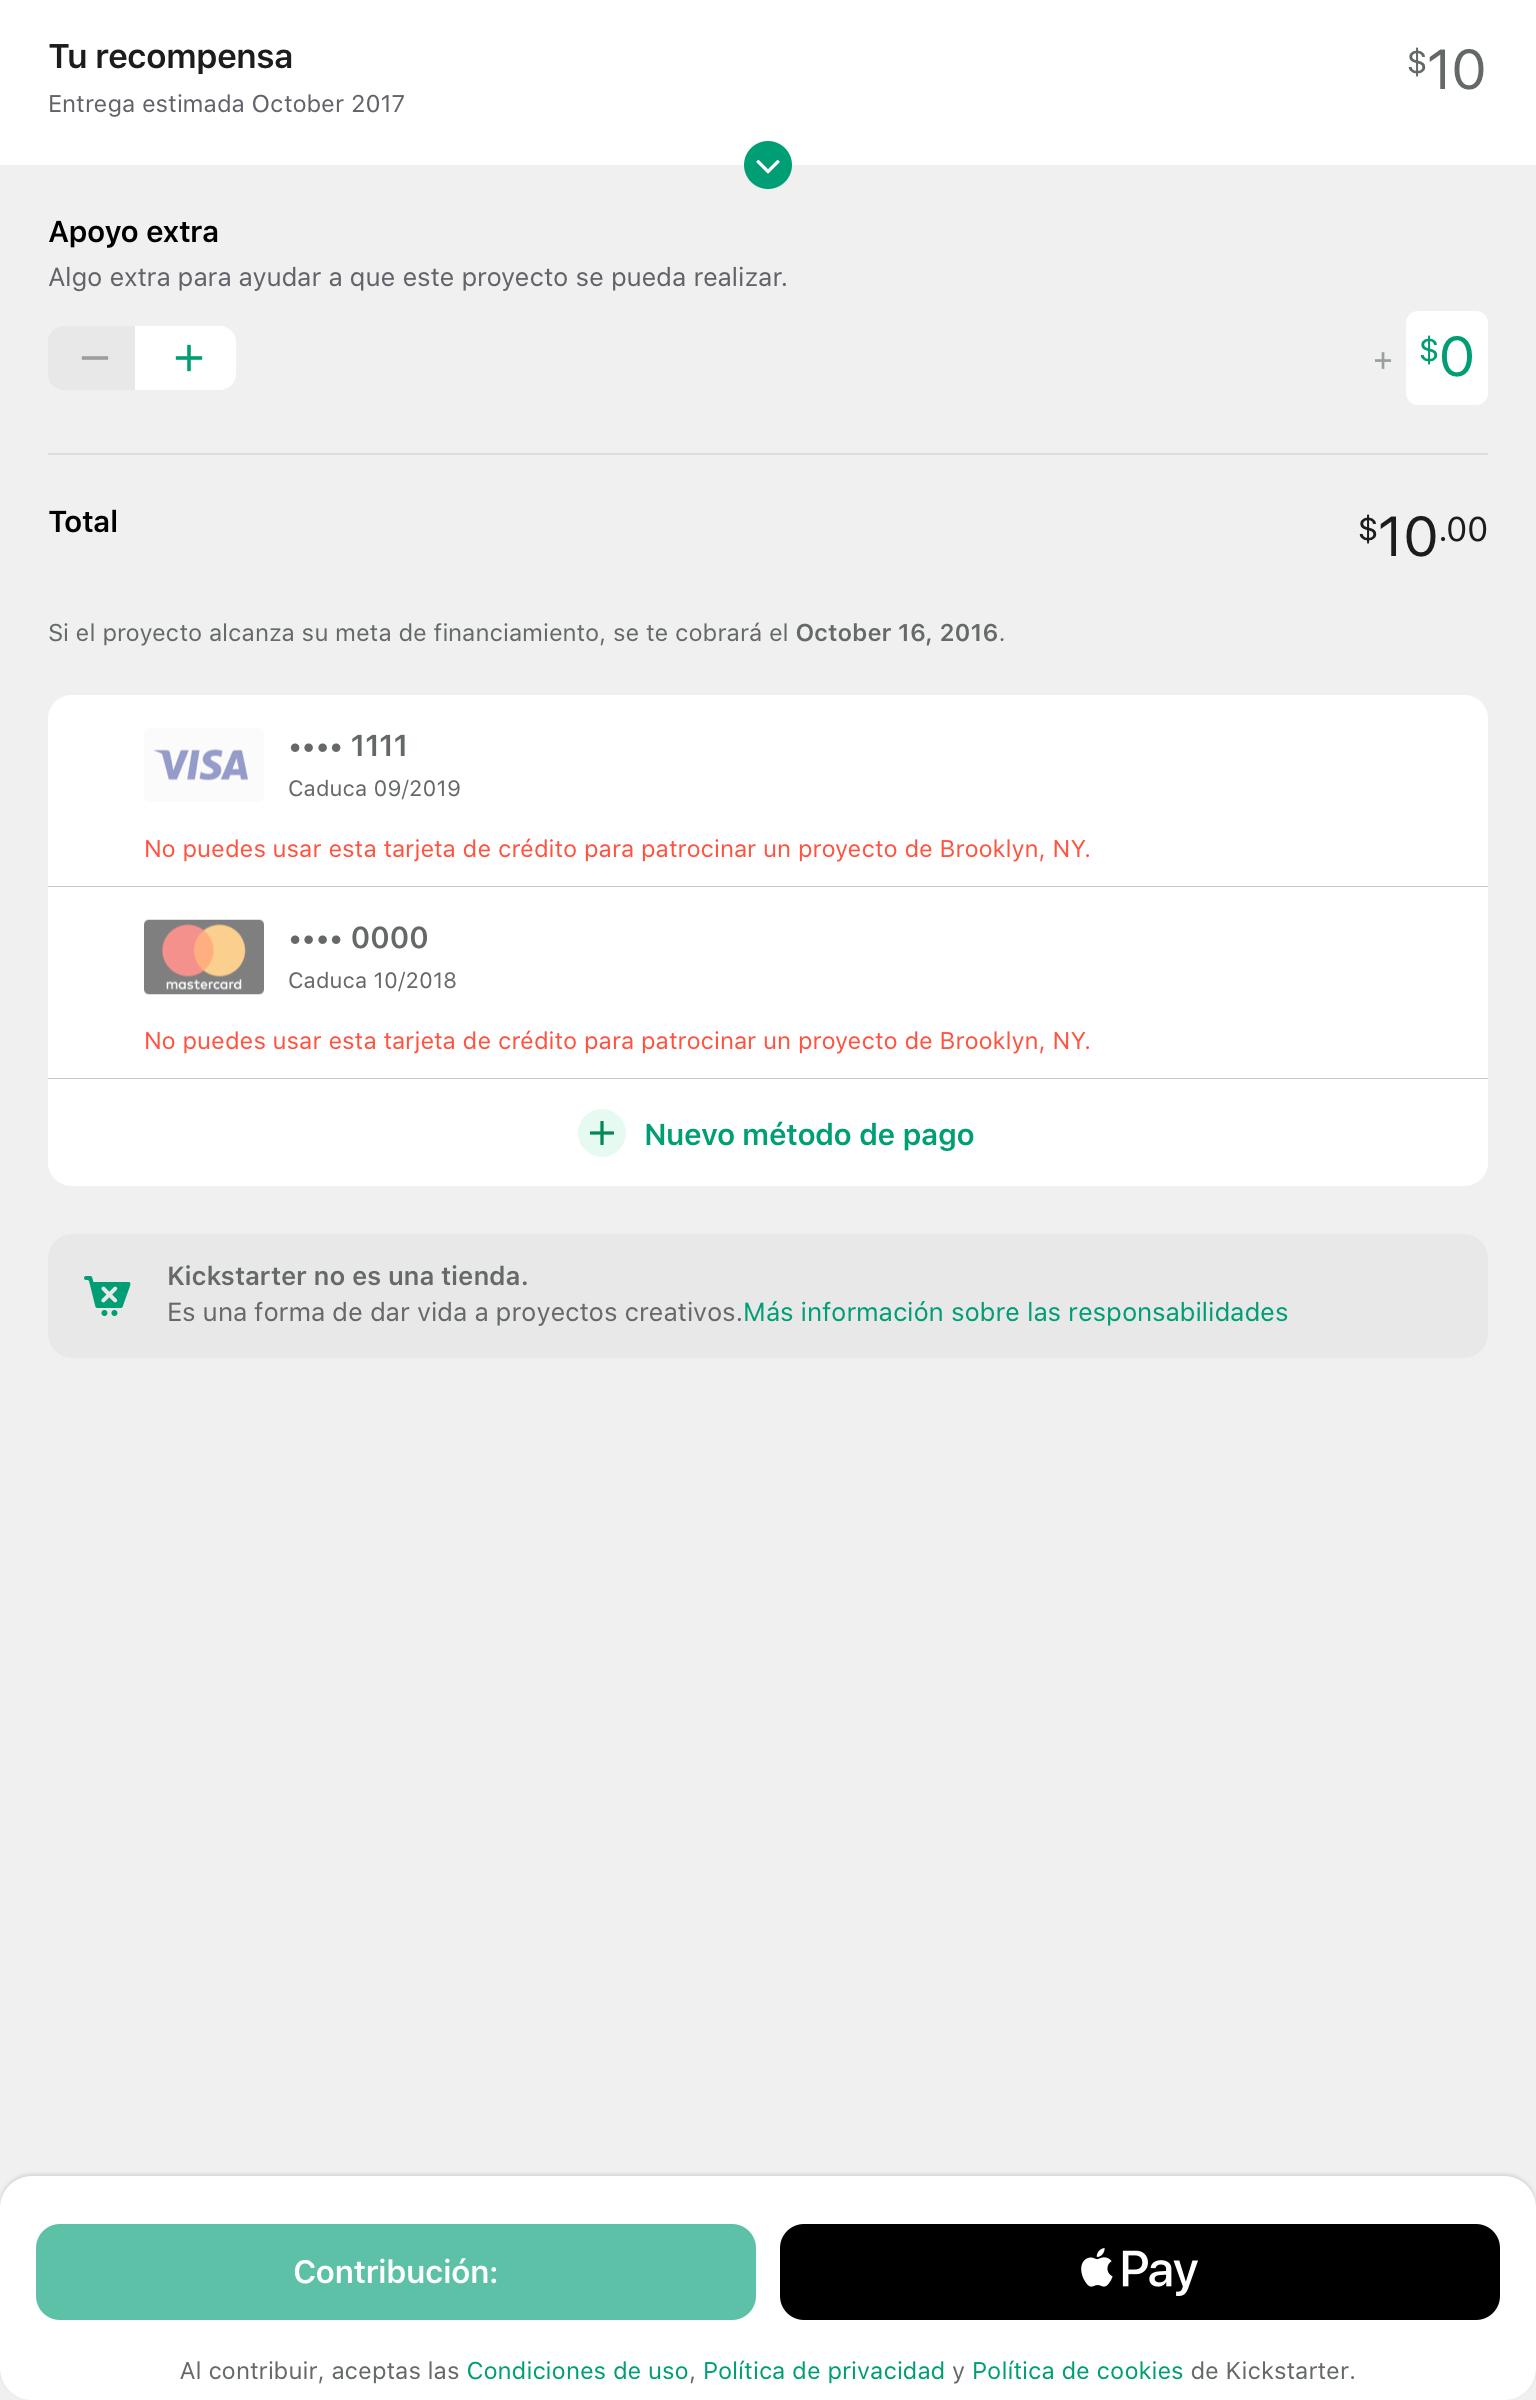 Tu recompensa
$10
Entrega estimada October 2017
Apoyo extra
Algo extra para ayudar a que este proyecto se pueda realizar.
− +
+ $0
Total
$10.00
Si el proyecto alcanza su meta de financiamiento, se te cobrará el October 16, 2016.
VISA
•••• 1111
Caduca 09/2019
No puedes usar esta tarjeta de crédito para patrocinar un proyecto de Brooklyn, NY.
mastercard
•••• 0000
Caduca 10/2018
No puedes usar esta tarjeta de crédito para patrocinar un proyecto de Brooklyn, NY.
+ Nuevo método de pago
Kickstarter no es una tienda.
Es una forma de dar vida a proyectos creativos.Más información sobre las responsabilidades
Contribución:
Pay
Al contribuir, aceptas las Condiciones de uso, Política de privacidad y Política de cookies de Kickstarter.